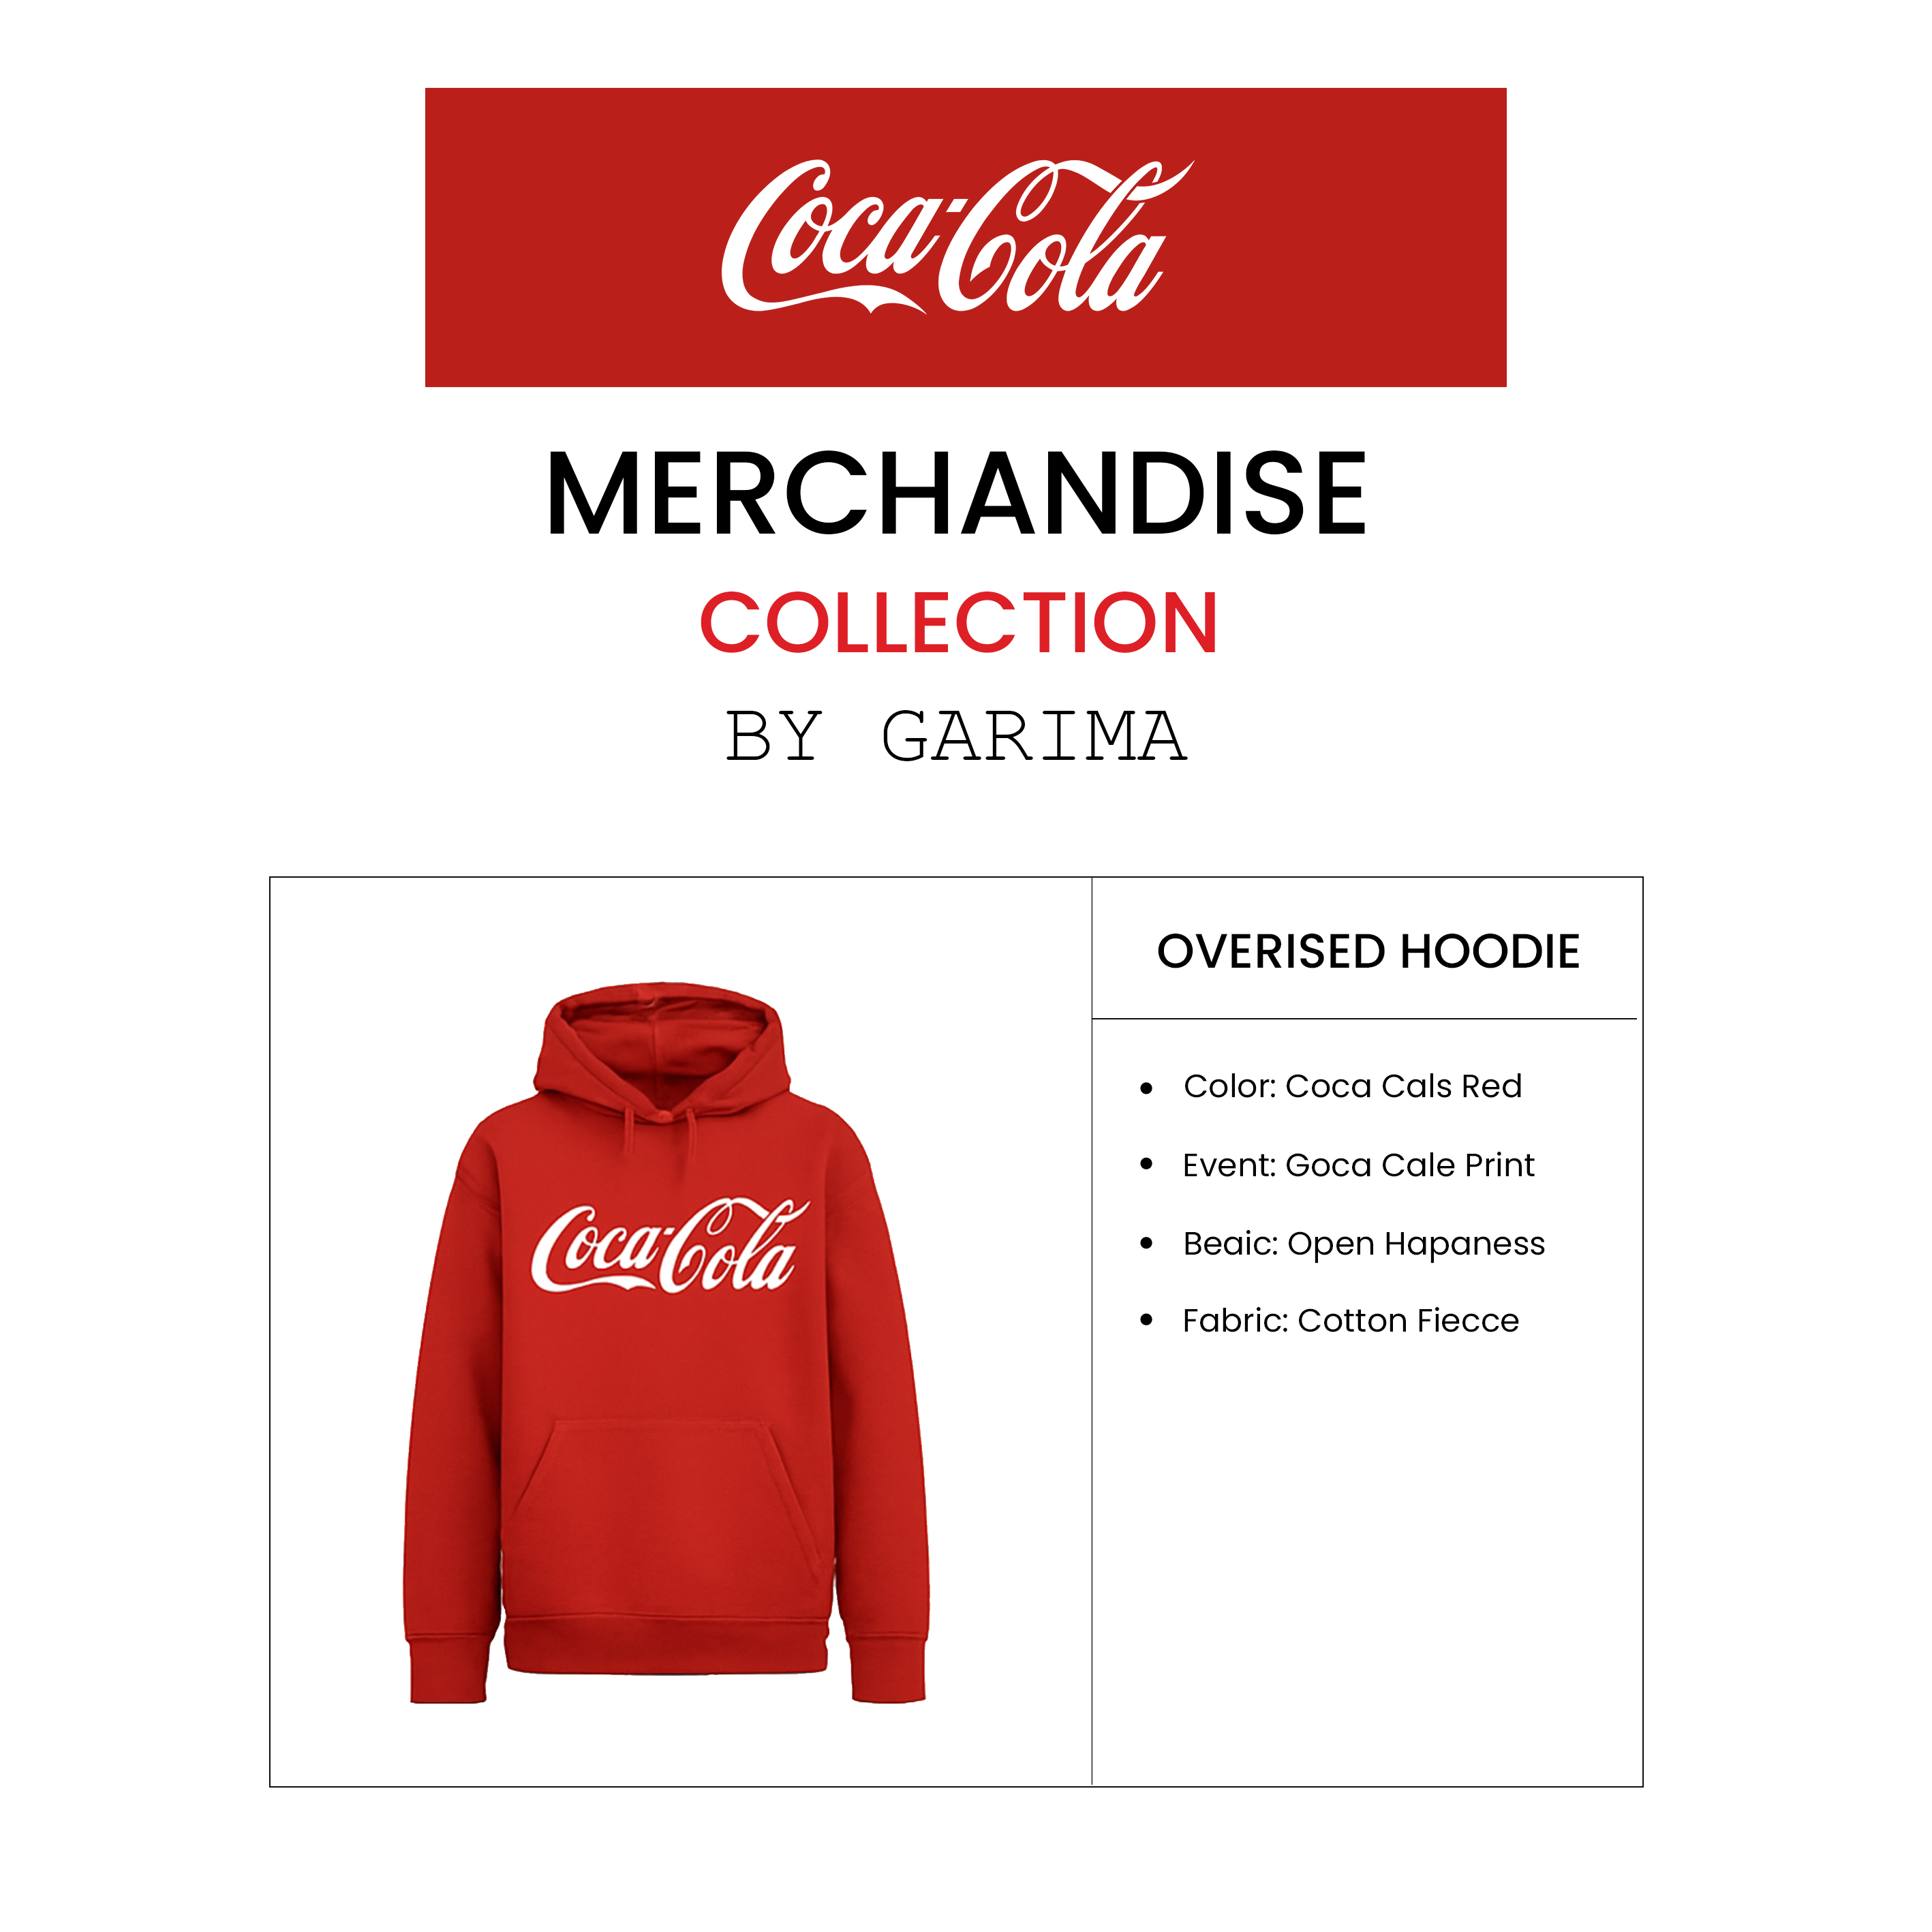 Coca-Cola
MERCHANDISE
COLLECTION
BY GARIMA
Coca-Cola
OVERISED HOODIE
Color: Coca Cals Red
Event: Goca Cale Print
Beaic: Open Hapaness
Fabric: Cotton Fiecce